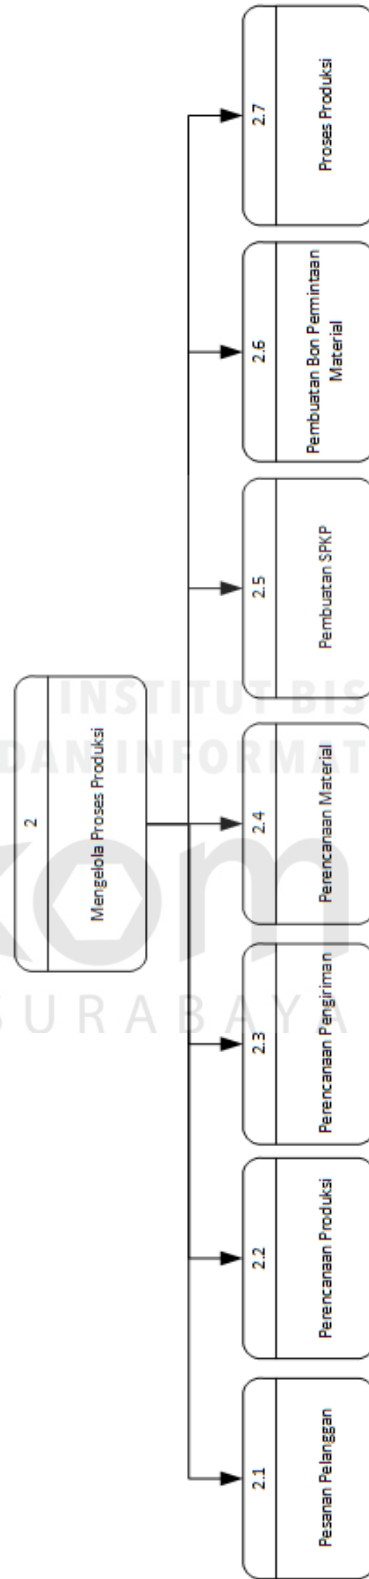 2
Mengelola Proses Produksi
2.1
Pesanan Pelanggan
2.2
Perencanaan Produksi
2.3
Perencanaan Pengiriman
2.4
Perencanaan Material
2.5
Pembuatan SPKP
2.6
Pembuatan Bon Permintaan
Material
2.7
Proses Produksi
INSTITUT BIS
DAN INFORMAT
kom
SURABAYA